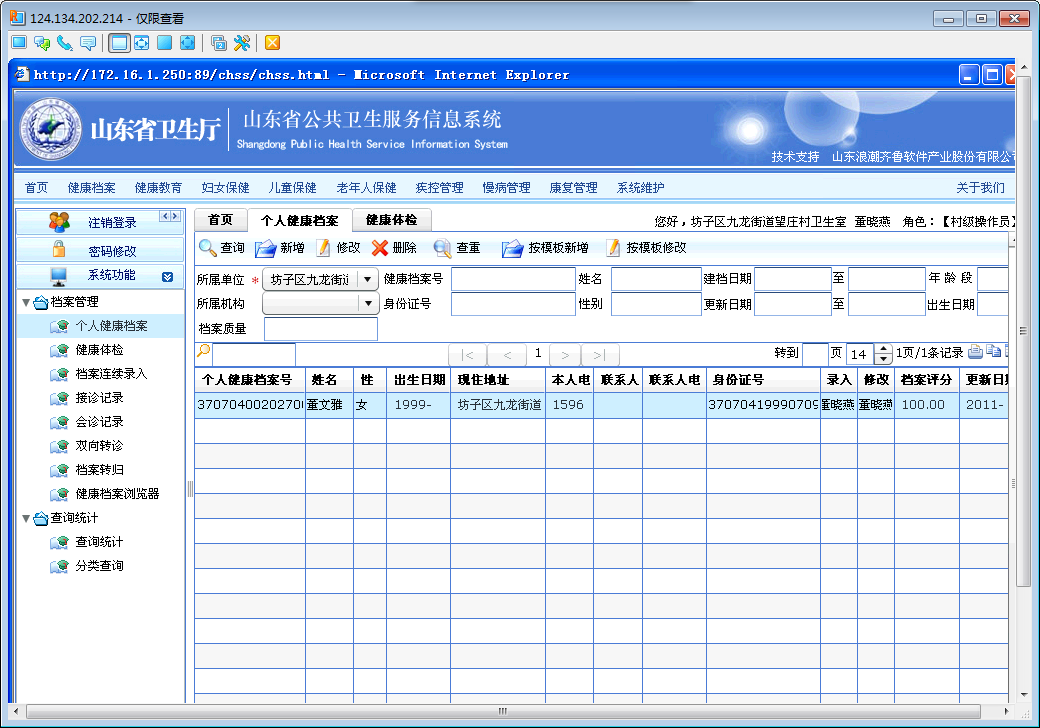 124.134.202.214 - 仅限查看
http://172.16.1.250:89/chss/chss.html - Microsoft Internet Explorer
山东省卫生厅
山东省公共卫生服务信息系统
Shangdong Public Health Service Information System
技术支持 山东浪潮齐鲁软件产业股份有限公
首页 健康档案 健康教育 妇女保健 儿童保健 老年人保健 疾控管理 慢病管理 康复管理 系统维护 关于我们
注销登录
密码修改
系统功能
档案管理
个人健康档案
健康体检
档案连续录入
接诊记录
会诊记录
双向转诊
档案转归
健康档案浏览器
查询统计
查询统计
分类查询
首页 个人健康档案 健康体检
您好，坊子区九龙街道望庄村卫生室 董晓燕 角色：【村级操作员】
查询 新增 修改 删除 查重 按模板新增 按模板修改
所属单位 * 坊子区九龙街道 健康档案号 姓名 建档日期 至 年 龄 段
所属机构 身份证号 性别 更新日期 至 出生日期
档案质量
|< < 1 > >| 转到 页 14 1页/1条记录
个人健康档案号 姓名 性 出生日期 现住地址 本人电 联系人 联系人电 身份证号 录入 修改 档案评分 更新日期
3707040020270 董文雅 女 1999- 坊子区九龙街道 1596 37070419990709 董晓燕 董晓燕 100.00 2011-